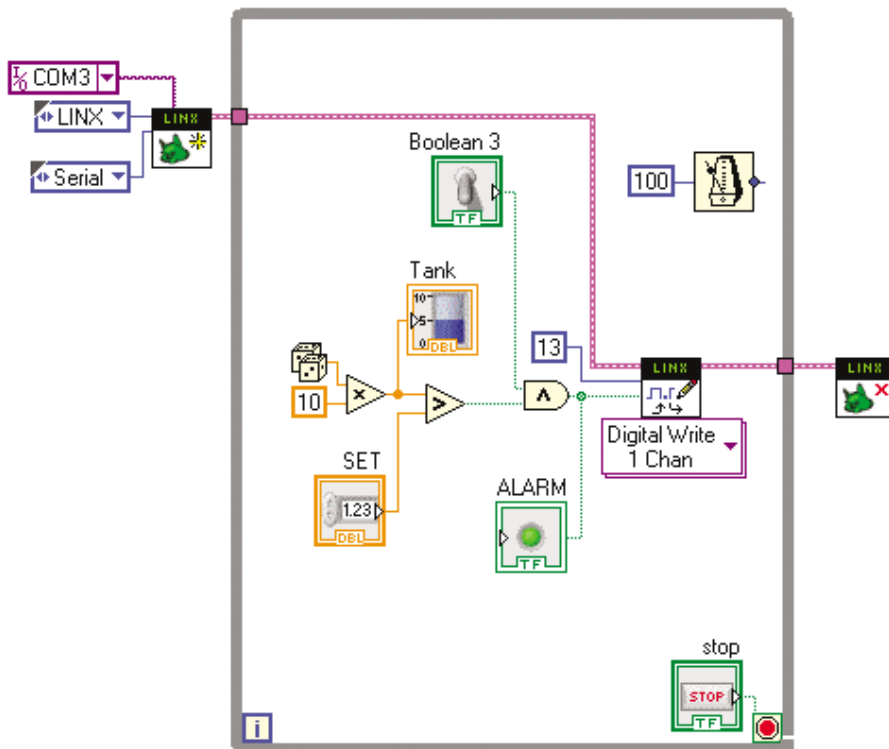 COM3
LINX
LINX
Serial
Boolean 3
TF
100
Tank
10
5
0
DBL
13
LINX
LINX
10
x
>
∧
Digital Write
1 Chan
SET
1.23
DBL
ALARM
TF
stop
STOP
TF
i